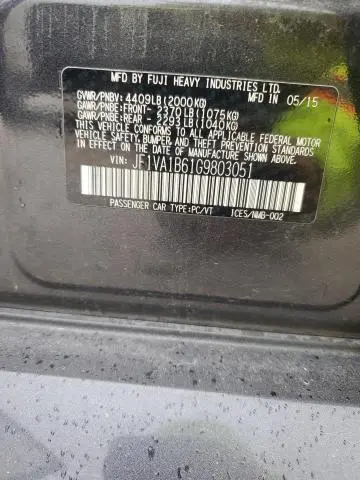 MFD BY FUJI HEAVY INDUSTRIES LTD.
GVWR/PNBV: 4409LB(2000KG) MFD IN 05/15
GAWR/PNBE: FRONT- 2370LB(1075KG)
GAWR/PNBE: REAR- 2293LB(1040KG)
THIS VEHICLE CONFORMS TO ALL APPLICABLE FEDERAL MOTOR
VEHICLE SAFETY, BUMPER, AND THEFT PREVENTION STANDARDS
IN EFFECT ON THE DATE OF MANUFACTURE SHOWN ABOVE.
VIN: JF1VA1B61G9803051
PASSENGER CAR TYPE:PC/VT ICES/NMB-002